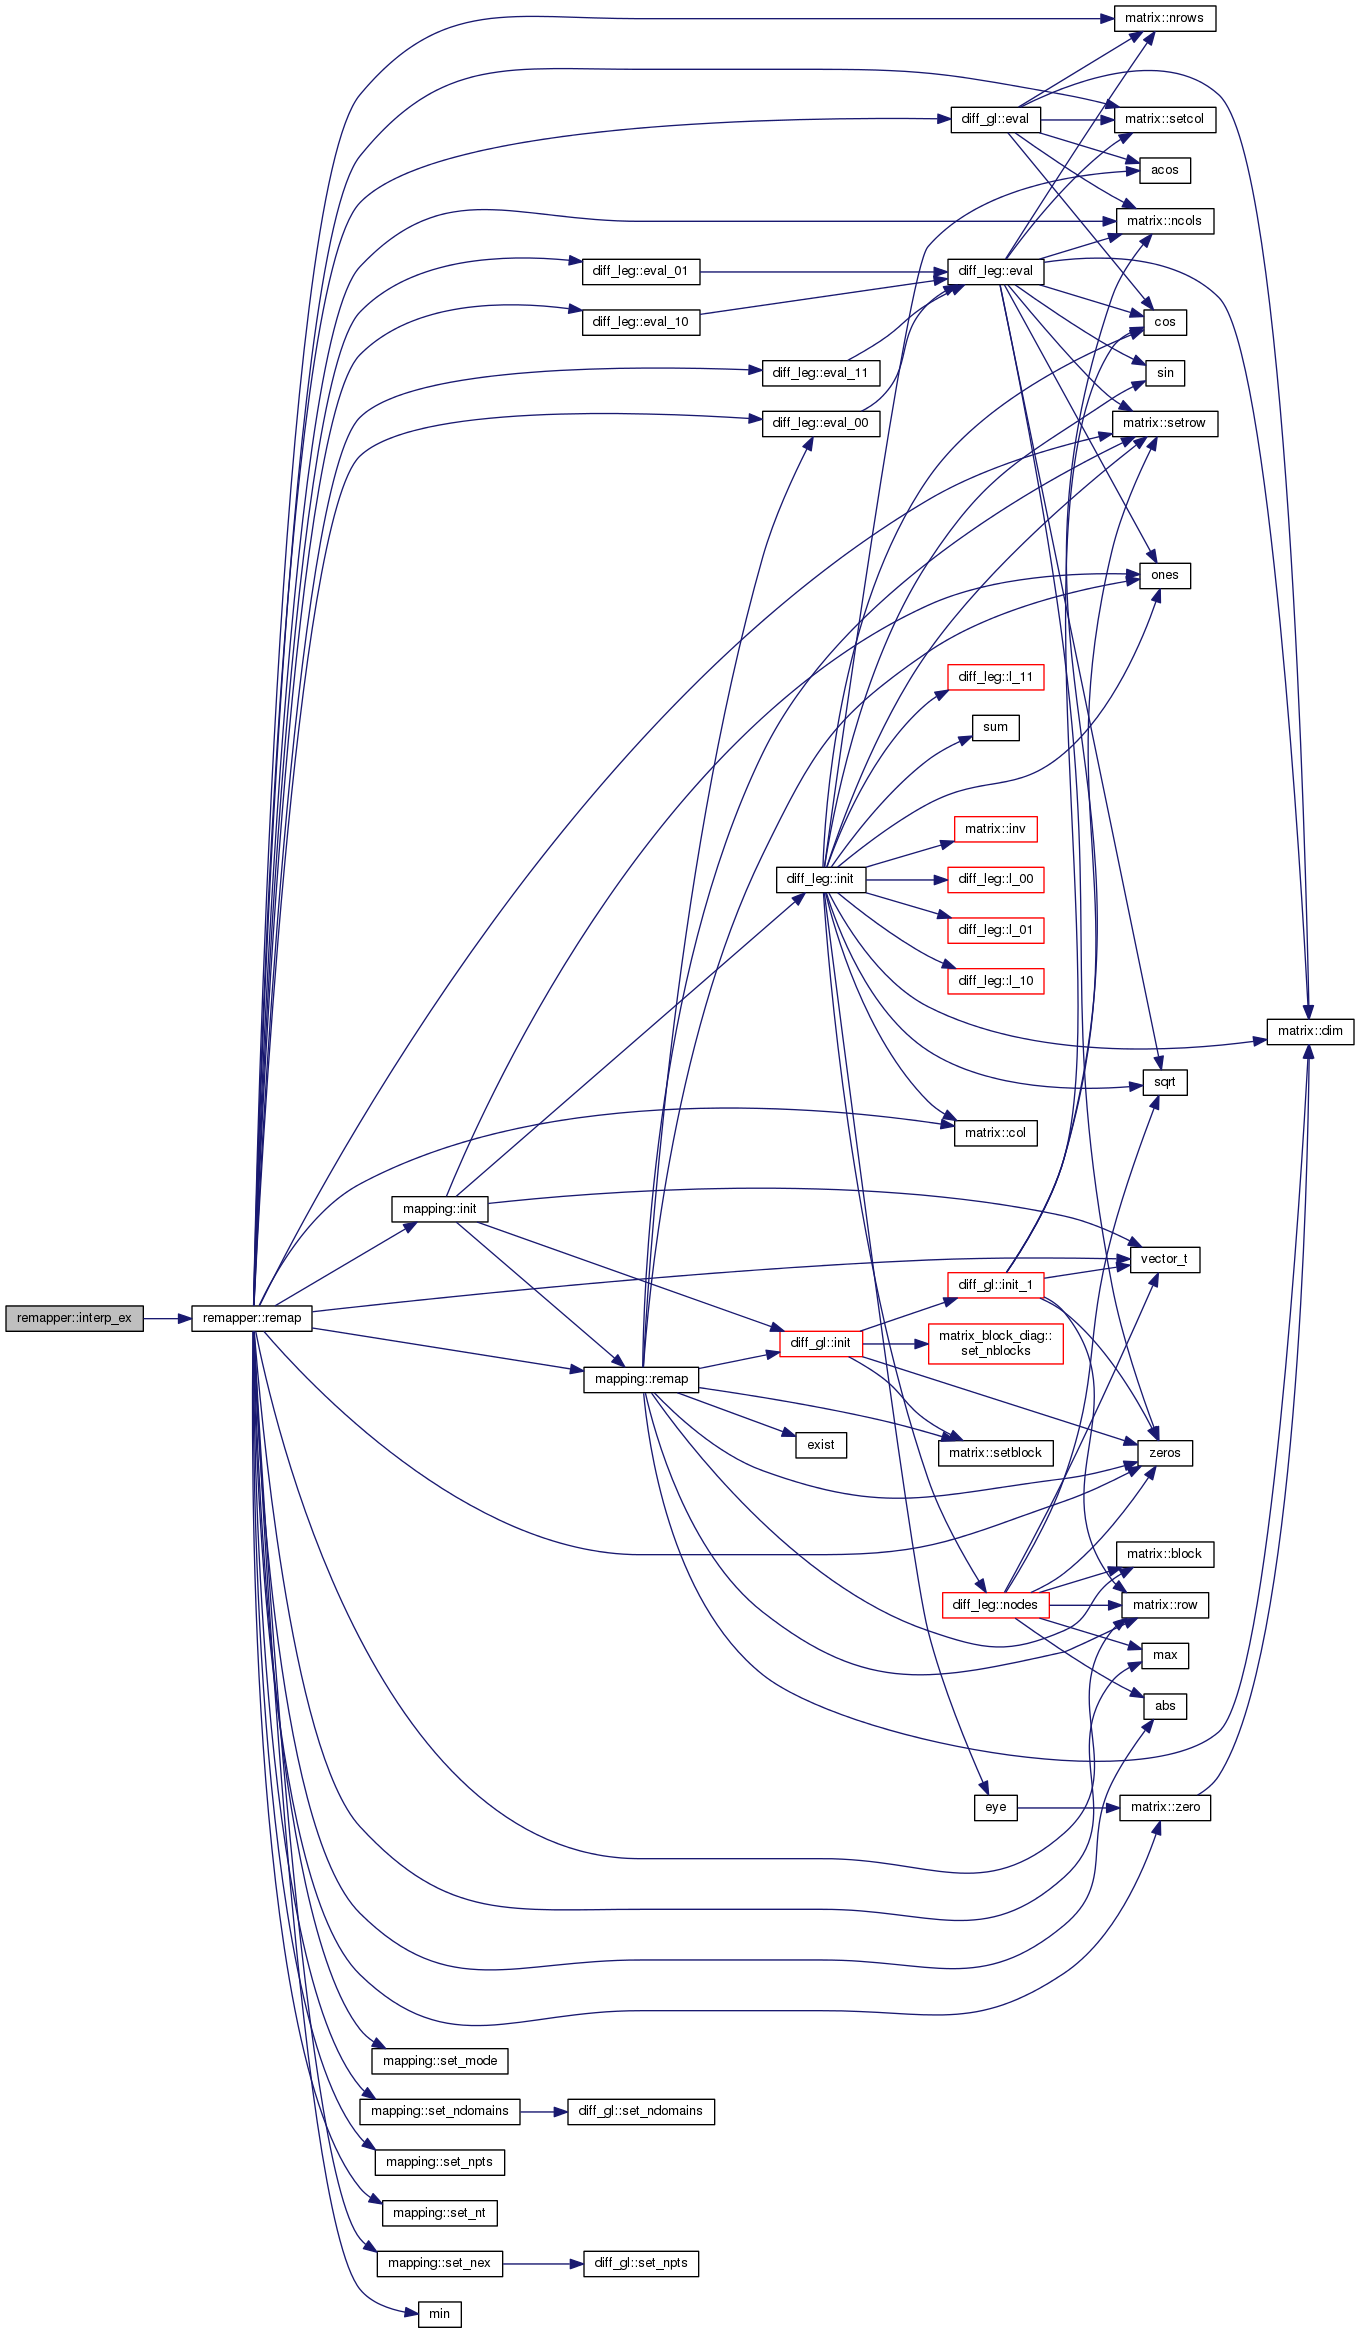 matrix::nrows
diff_gl::eval
matrix::setcol
acos
matrix::ncols
diff_leg::eval_01
diff_leg::eval
diff_leg::eval_10
cos
diff_leg::eval_11
sin
diff_leg::eval_00
matrix::setrow
ones
diff_leg::l_11
sum
matrix::inv
diff_leg::init
diff_leg::l_00
diff_leg::l_01
diff_leg::l_10
matrix::dim
sqrt
matrix::col
mapping::init
vector_t
diff_gl::init_1
remapper::interp_ex
remapper::remap
diff_gl::init
matrix_block_diag::
set_nblocks
mapping::remap
exist
matrix::setblock
zeros
matrix::block
diff_leg::nodes
matrix::row
max
abs
eye
matrix::zero
mapping::set_mode
mapping::set_ndomains
diff_gl::set_ndomains
mapping::set_npts
mapping::set_nt
mapping::set_nex
diff_gl::set_npts
min